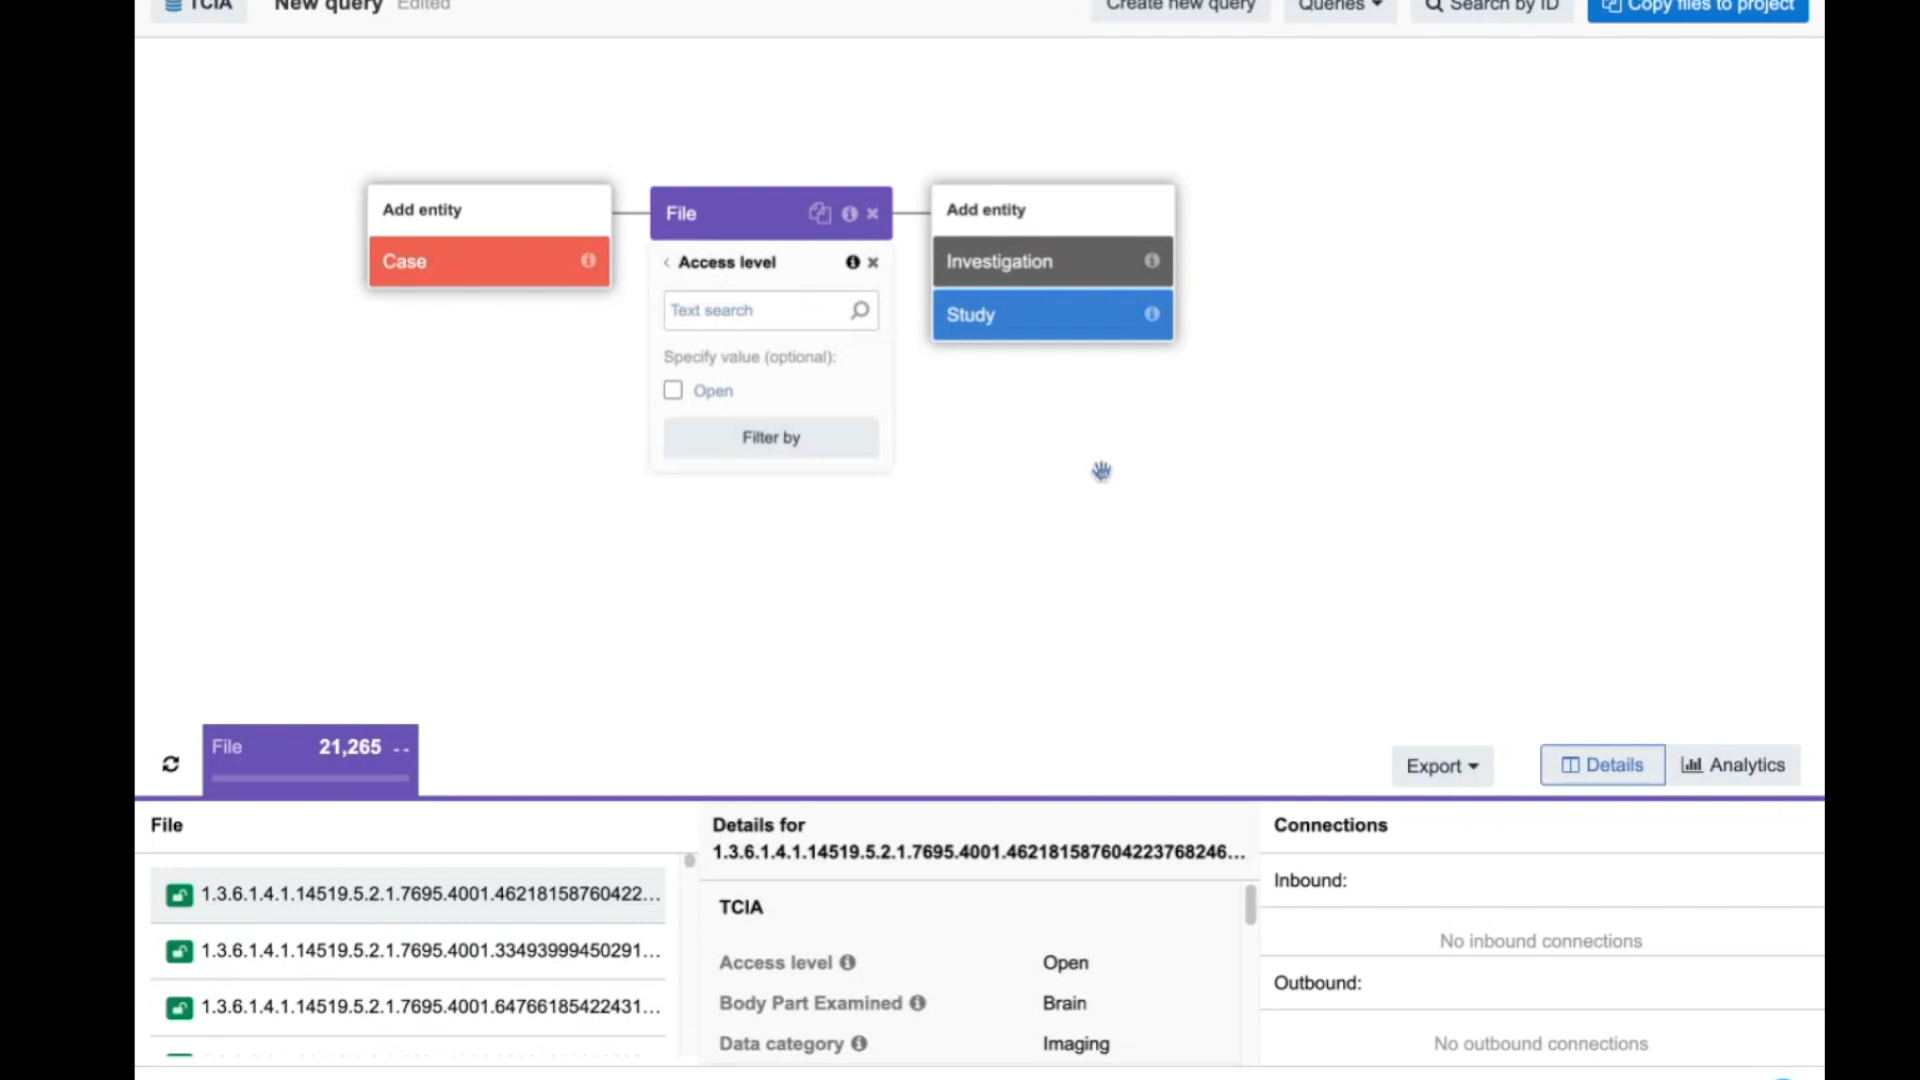 TCIA
New query Edited
Create new query
Queries
Search by ID
Copy files to project
Add entity
Case
File
Access level
Text search
Specify value (optional):
Open
Filter by
Add entity
Investigation
Study
File 21,265 --
Export
Details
Analytics
File
1.3.6.1.4.1.14519.5.2.1.7695.4001.46218158760422...
1.3.6.1.4.1.14519.5.2.1.7695.4001.33493999450291...
1.3.6.1.4.1.14519.5.2.1.7695.4001.64766185422431...
Details for
1.3.6.1.4.1.14519.5.2.1.7695.4001.462181587604223768246...
TCIA
Access level Open
Body Part Examined Brain
Data category Imaging
Connections
Inbound:
No inbound connections
Outbound:
No outbound connections